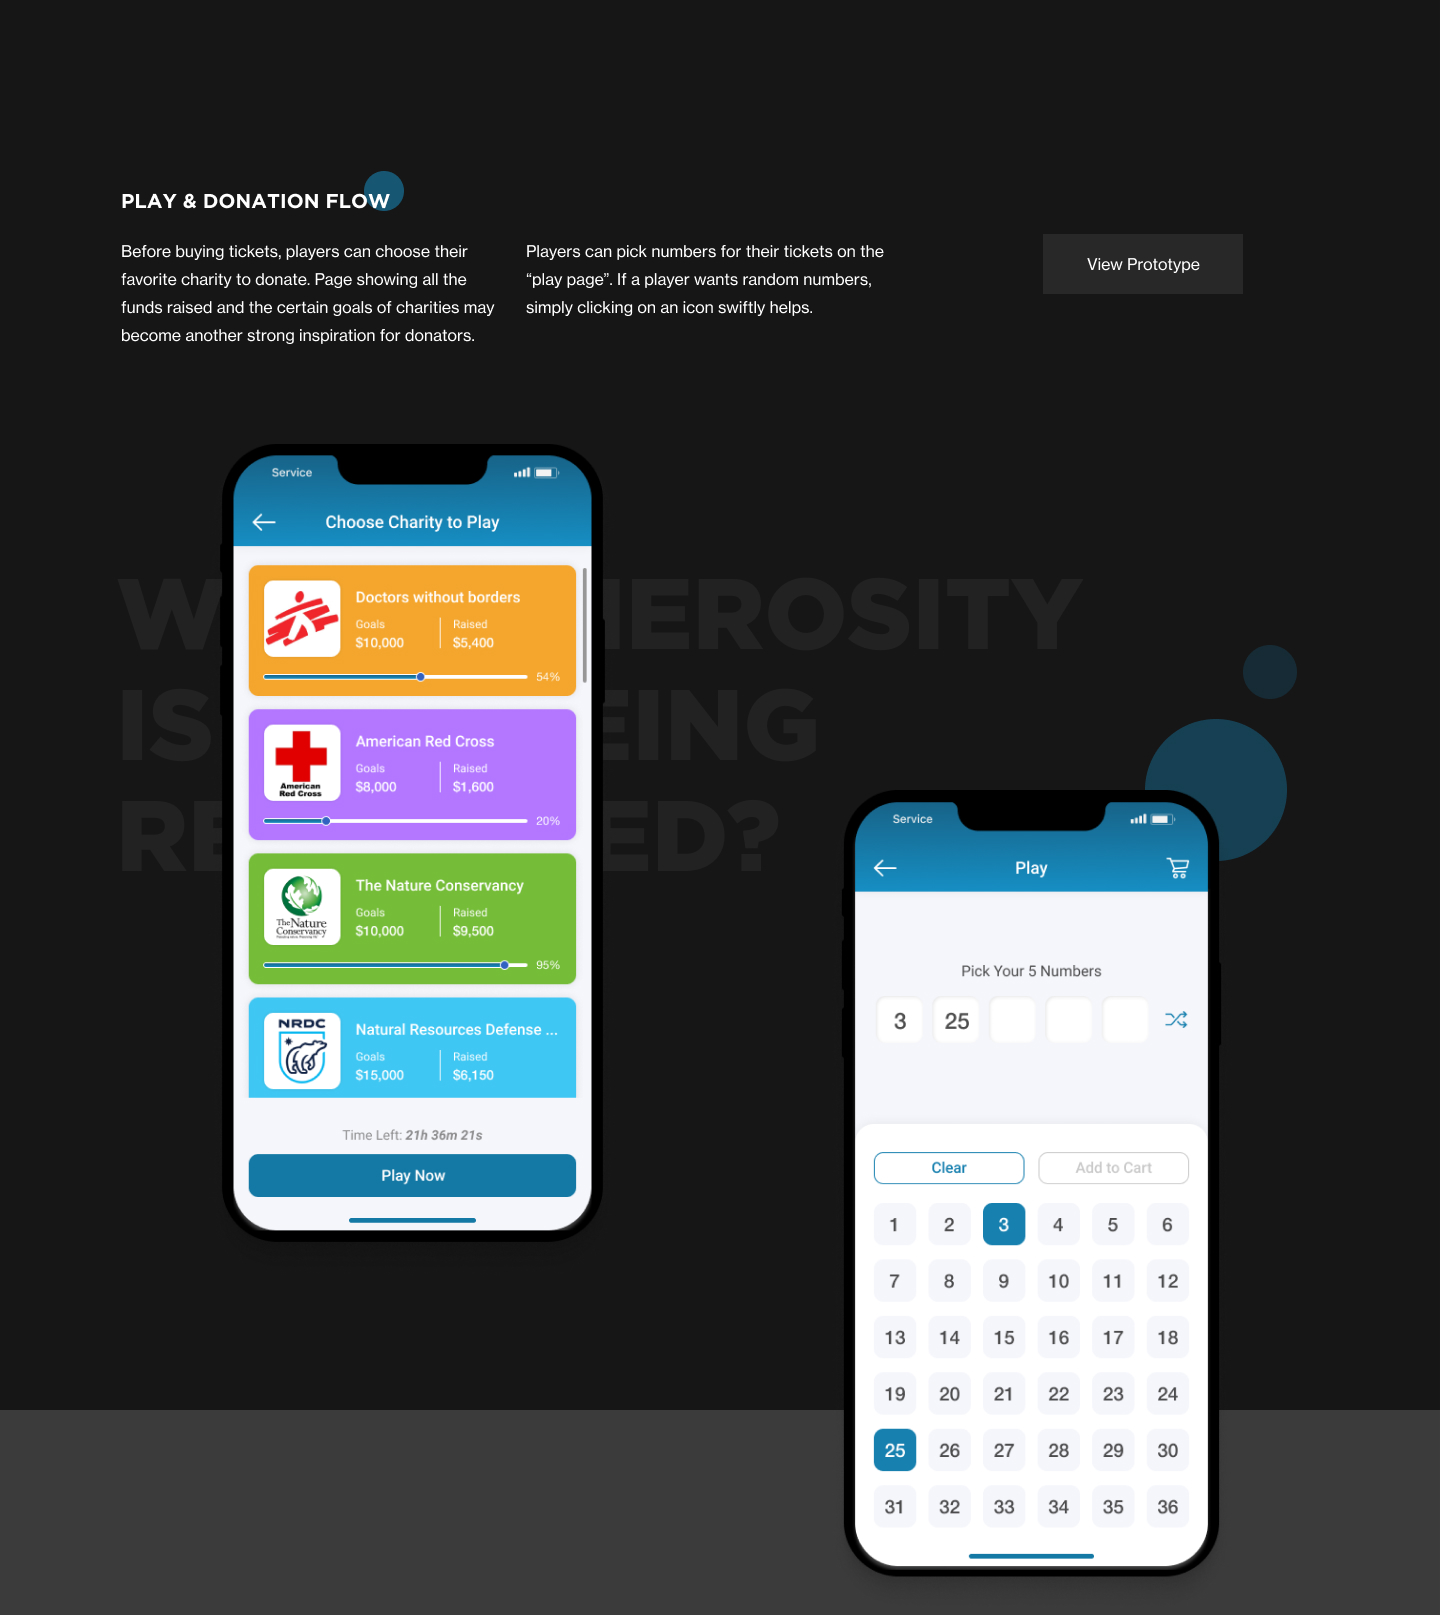 PLAY & DONATION FLOW
Before buying tickets, players can choose their
favorite charity to donate. Page showing all the
funds raised and the certain goals of charities may
become another strong inspiration for donators.
Players can pick numbers for their tickets on the
“play page”. If a player wants random numbers,
simply clicking on an icon swiftly helps.
View Prototype
Service
Choose Charity to Play
Doctors without borders
Goals
$10,000
Raised
$5,400
54%
American
Red Cross
American Red Cross
Goals
$8,000
Raised
$1,600
20%
The Nature
Conservancy
The Nature Conservancy
Goals
$10,000
Raised
$9,500
95%
NRDC
Natural Resources Defense ...
Goals
$15,000
Raised
$6,150
Time Left: 21h 36m 21s
Play Now
EROSITY
IS
ING
ED?
Service
Play
Pick Your 5 Numbers
3 25
Clear
Add to Cart
1 2 3 4 5 6
7 8 9 10 11 12
13 14 15 16 17 18
19 20 21 22 23 24
25 26 27 28 29 30
31 32 33 34 35 36